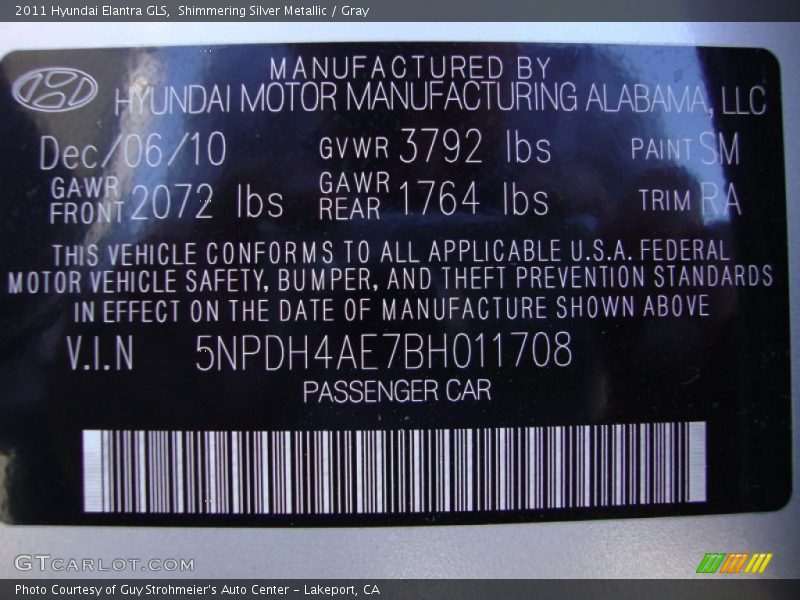 2011 Hyundai Elantra GLS,  Shimmering Silver Metallic / Gray
MANUFACTURED BY
HYUNDAI MOTOR MANUFACTURING ALABAMA, LLC
Dec/06/10 GVWR 3792 lbs PAINT SM
GAWR FRONT 2072 lbs GAWR REAR 1764 lbs TRIM RA
THIS VEHICLE CONFORMS TO ALL APPLICABLE U.S.A. FEDERAL
MOTOR VEHICLE SAFETY, BUMPER, AND THEFT PREVENTION STANDARDS
IN EFFECT ON THE DATE OF MANUFACTURE SHOWN ABOVE
V.I.N 5NPDH4AE7BH011708
PASSENGER CAR
GTCARLOT.COM
Photo Courtesy of Guy Strohmeier's Auto Center - Lakeport, CA